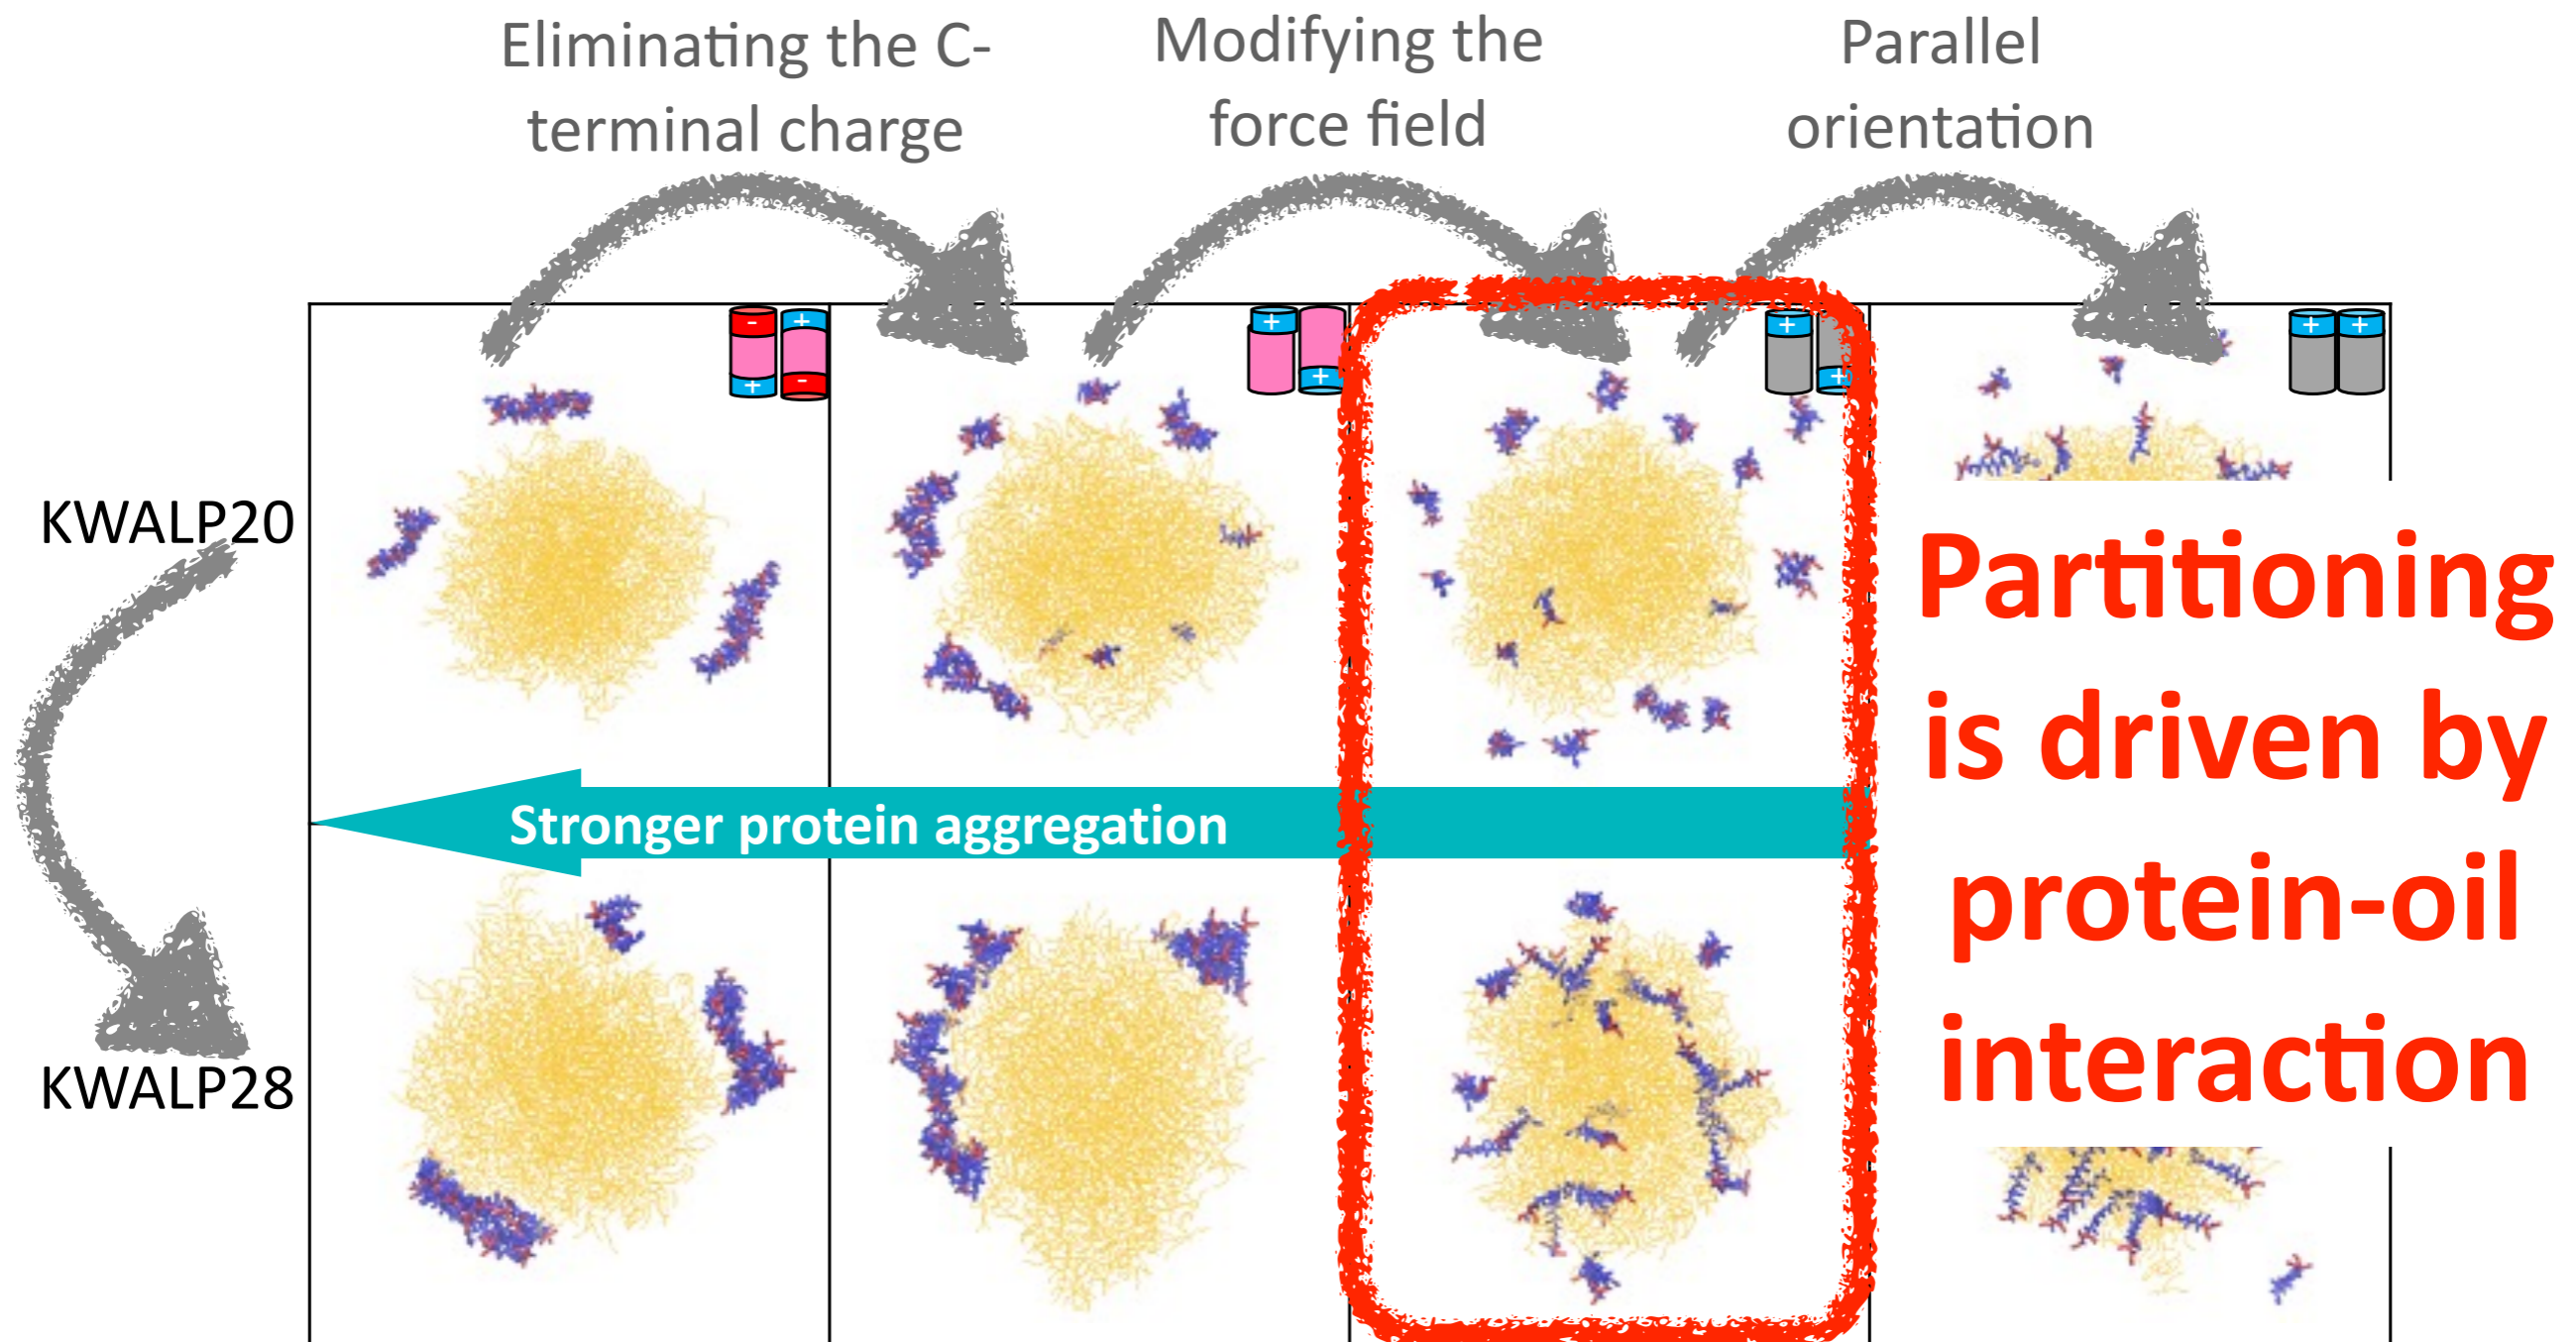 Eliminating the C-
terminal charge
Modifying the
force field
Parallel
orientation
- +
+ -
+
+
+
+
+ +
KWALP20
Partitioning
is driven by
protein-oil
interaction
Stronger protein aggregation
KWALP28